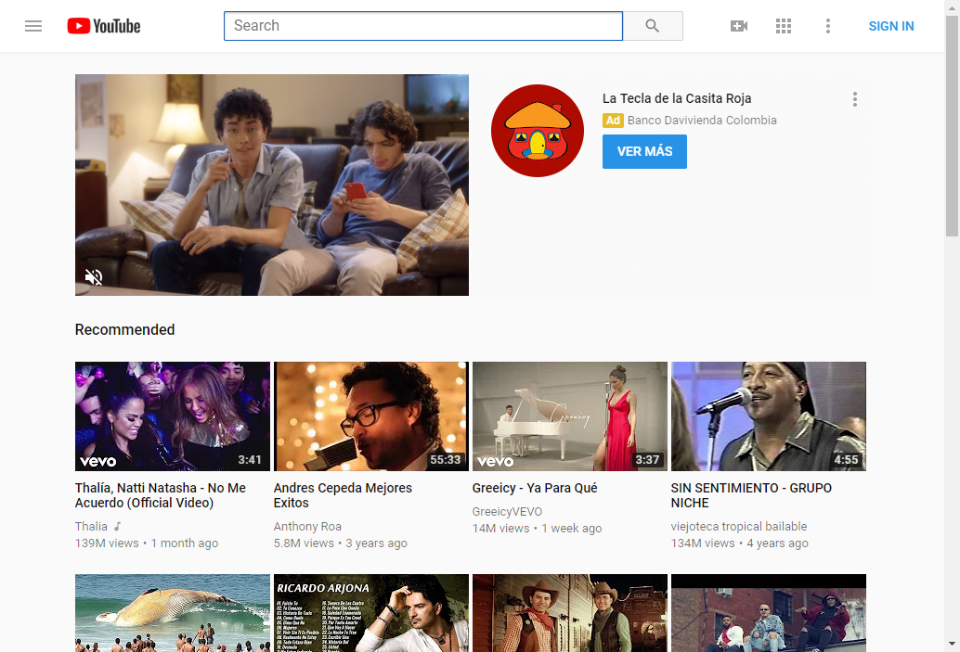 YouTube
Search
SIGN IN
La Tecla de la Casita Roja
Ad Banco Davivienda Colombia
VER MÁS
Recommended
vevo 3:41
55:33
Greeicy
vevo 3:37
4:55
Thalía, Natti Natasha - No Me
Acuerdo (Official Video)
Thalia
139M views • 1 month ago
Andres Cepeda Mejores
Exitos
Anthony Roa
5.8M views • 3 years ago
Greeicy - Ya Para Qué
GreeicyVEVO
14M views • 1 week ago
SIN SENTIMIENTO - GRUPO
NICHE
viejoteca tropical bailable
134M views • 4 years ago
RICARDO ARJONA